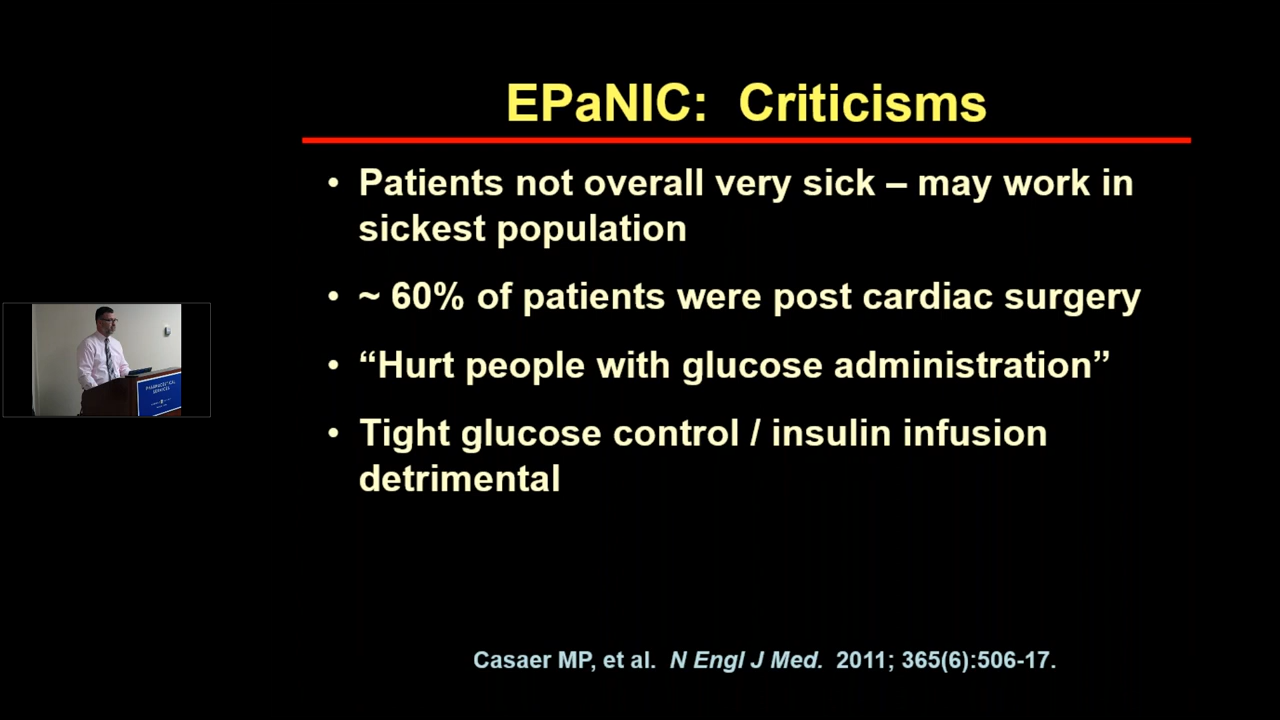 EPaNIC: Criticisms
• Patients not overall very sick – may work in
sickest population
• ~ 60% of patients were post cardiac surgery
• “Hurt people with glucose administration”
• Tight glucose control / insulin infusion
detrimental
PHARMACEUTICAL
SERVICES
Casaer MP, et al. N Engl J Med. 2011; 365(6):506-17.